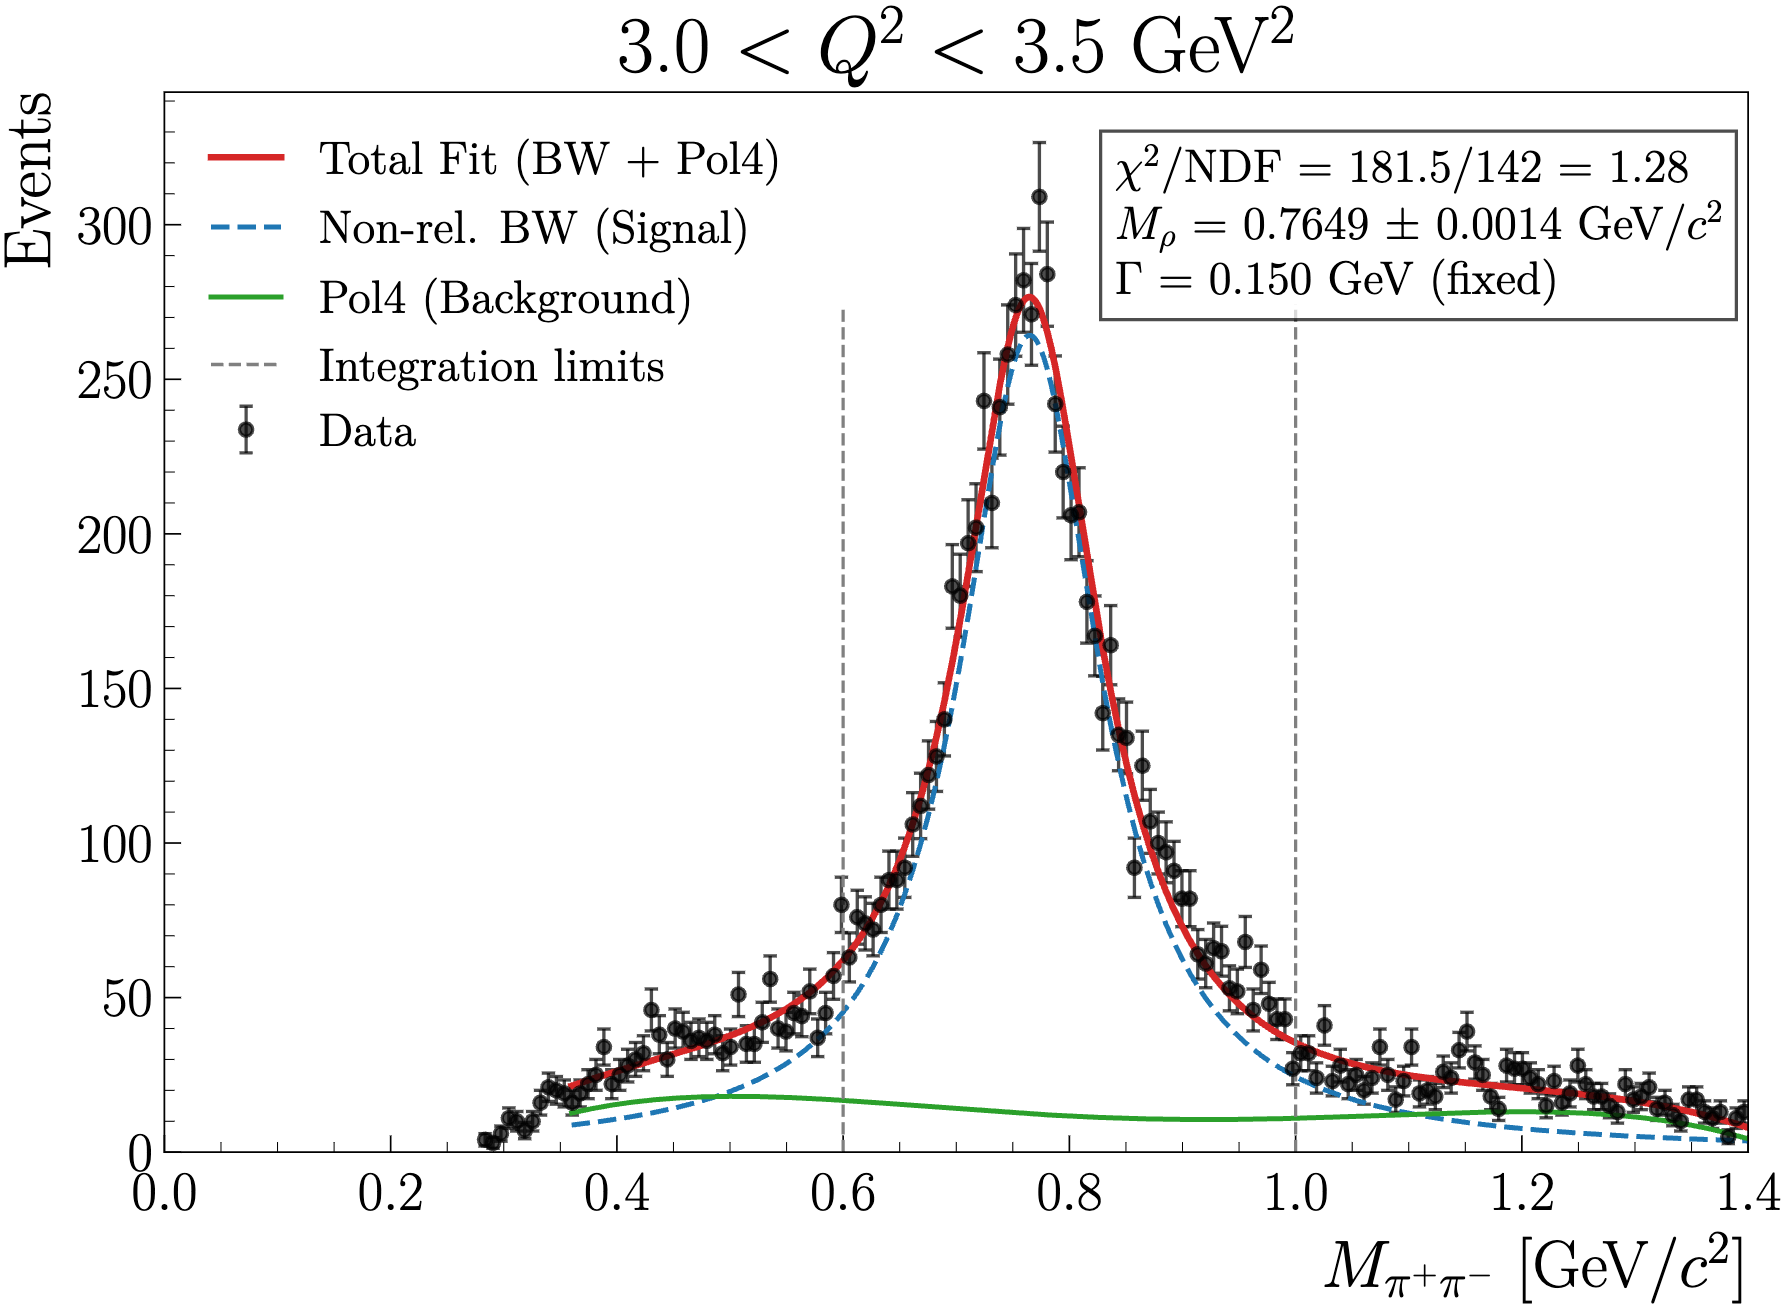 3.0 < Q² < 3.5 GeV²
Events
Total Fit (BW + Pol4)
Non-rel. BW (Signal)
Pol4 (Background)
Integration limits
Data
χ²/NDF = 181.5/142 = 1.28
M_ρ = 0.7649 ± 0.0014 GeV/c²
Γ = 0.150 GeV (fixed)
300
250
200
150
100
50
0
0.0 0.2 0.4 0.6 0.8 1.0 1.2 1.4
M_π⁺π⁻ [GeV/c²]